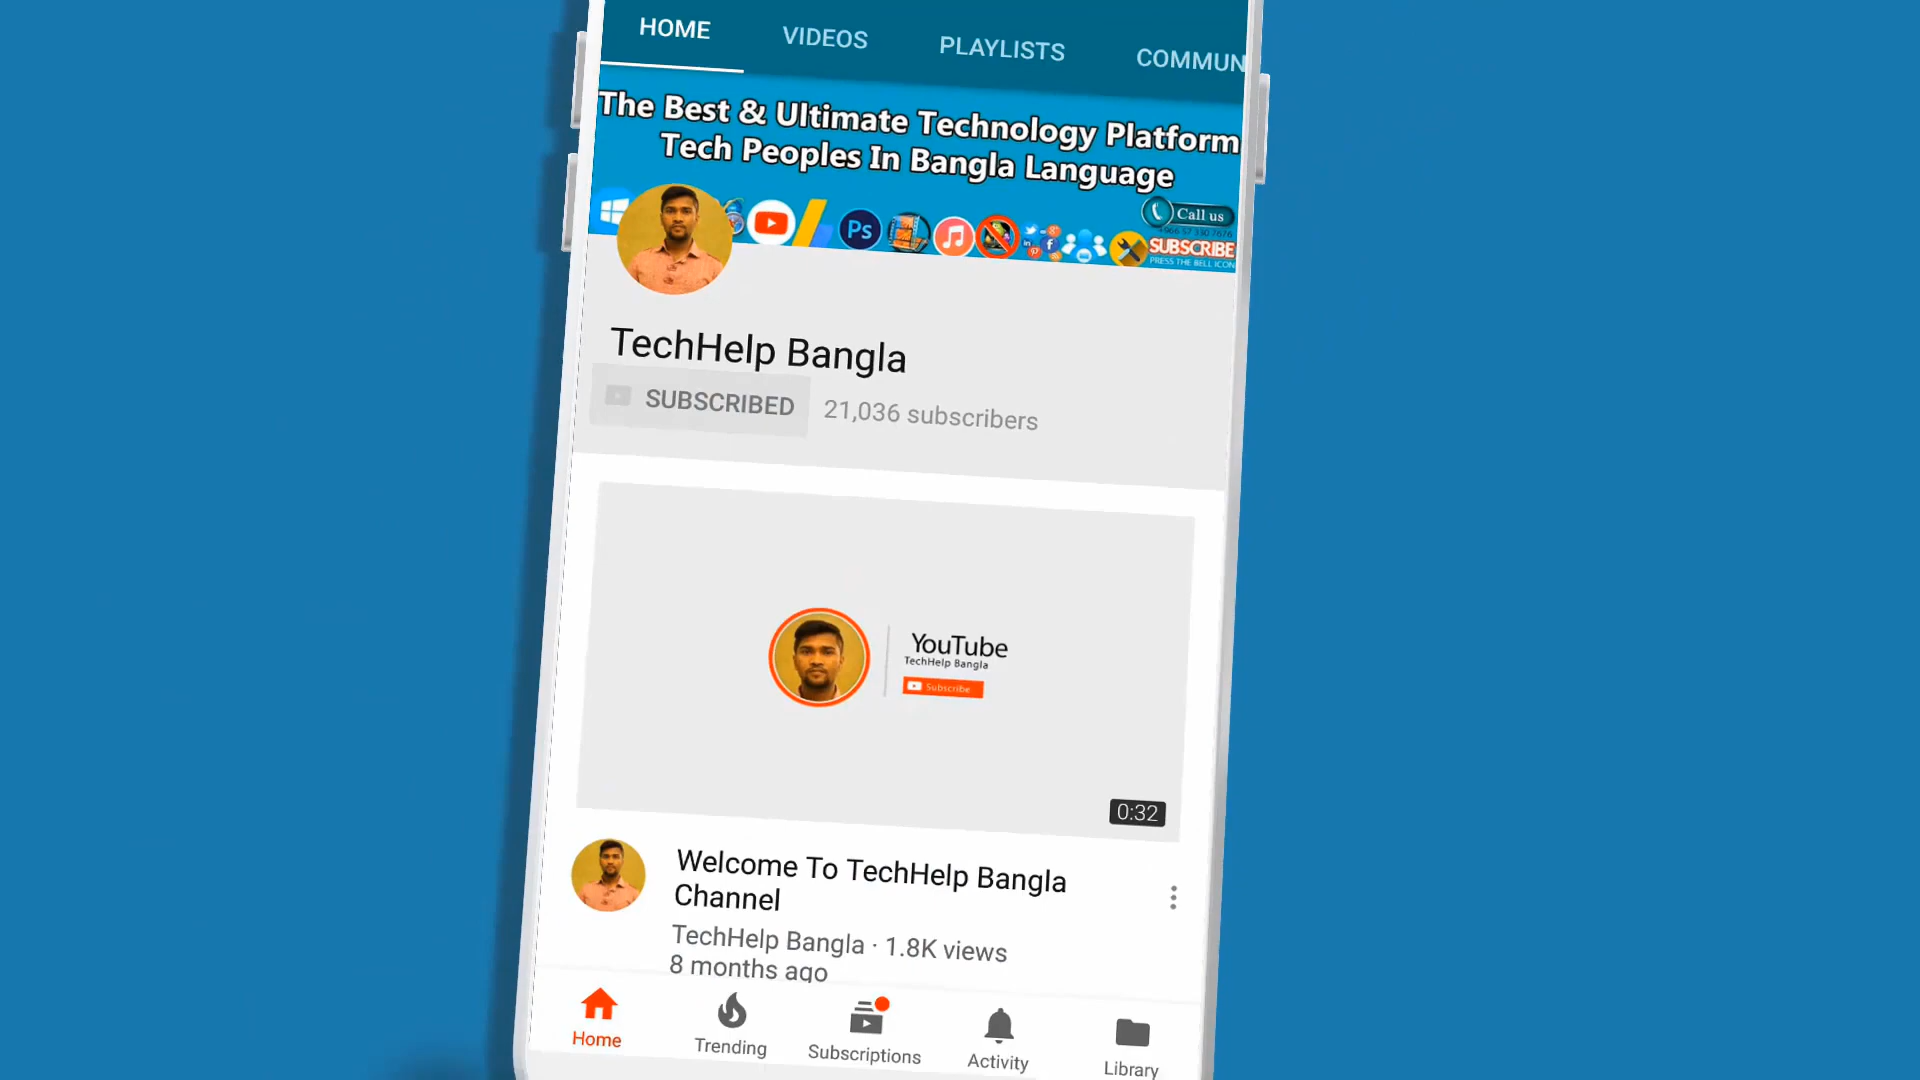 HOME VIDEOS PLAYLISTS COMMUN
The Best & Ultimate Technology Platform
Tech Peoples In Bangla Language
Ps
Call us
SUBSCRIBE
PRESS THE BELL ICON
TechHelp Bangla
SUBSCRIBED 21,036 subscribers
YouTube
TechHelp Bangla
Subscribe
0:32
Welcome To TechHelp Bangla
Channel
TechHelp Bangla · 1.8K views
8 months ago
Home Trending Subscriptions Activity Library